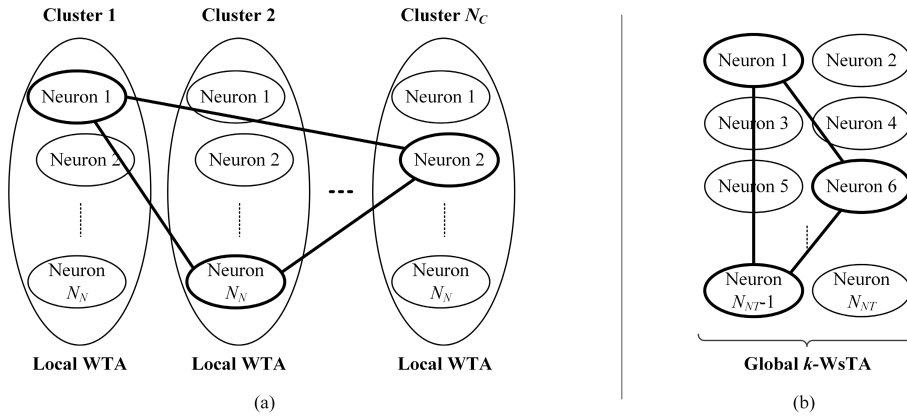 Cluster 1 Cluster 2 Cluster N_C
Neuron 1 Neuron 1 Neuron 1
Neuron 2 Neuron 2 Neuron 2
Neuron N_N Neuron N_N Neuron N_N
Local WTA Local WTA Local WTA
(a)
Neuron 1 Neuron 2
Neuron 3 Neuron 4
Neuron 5 Neuron 6
Neuron N_NT-1 Neuron N_NT
Global k-WsTA
(b)